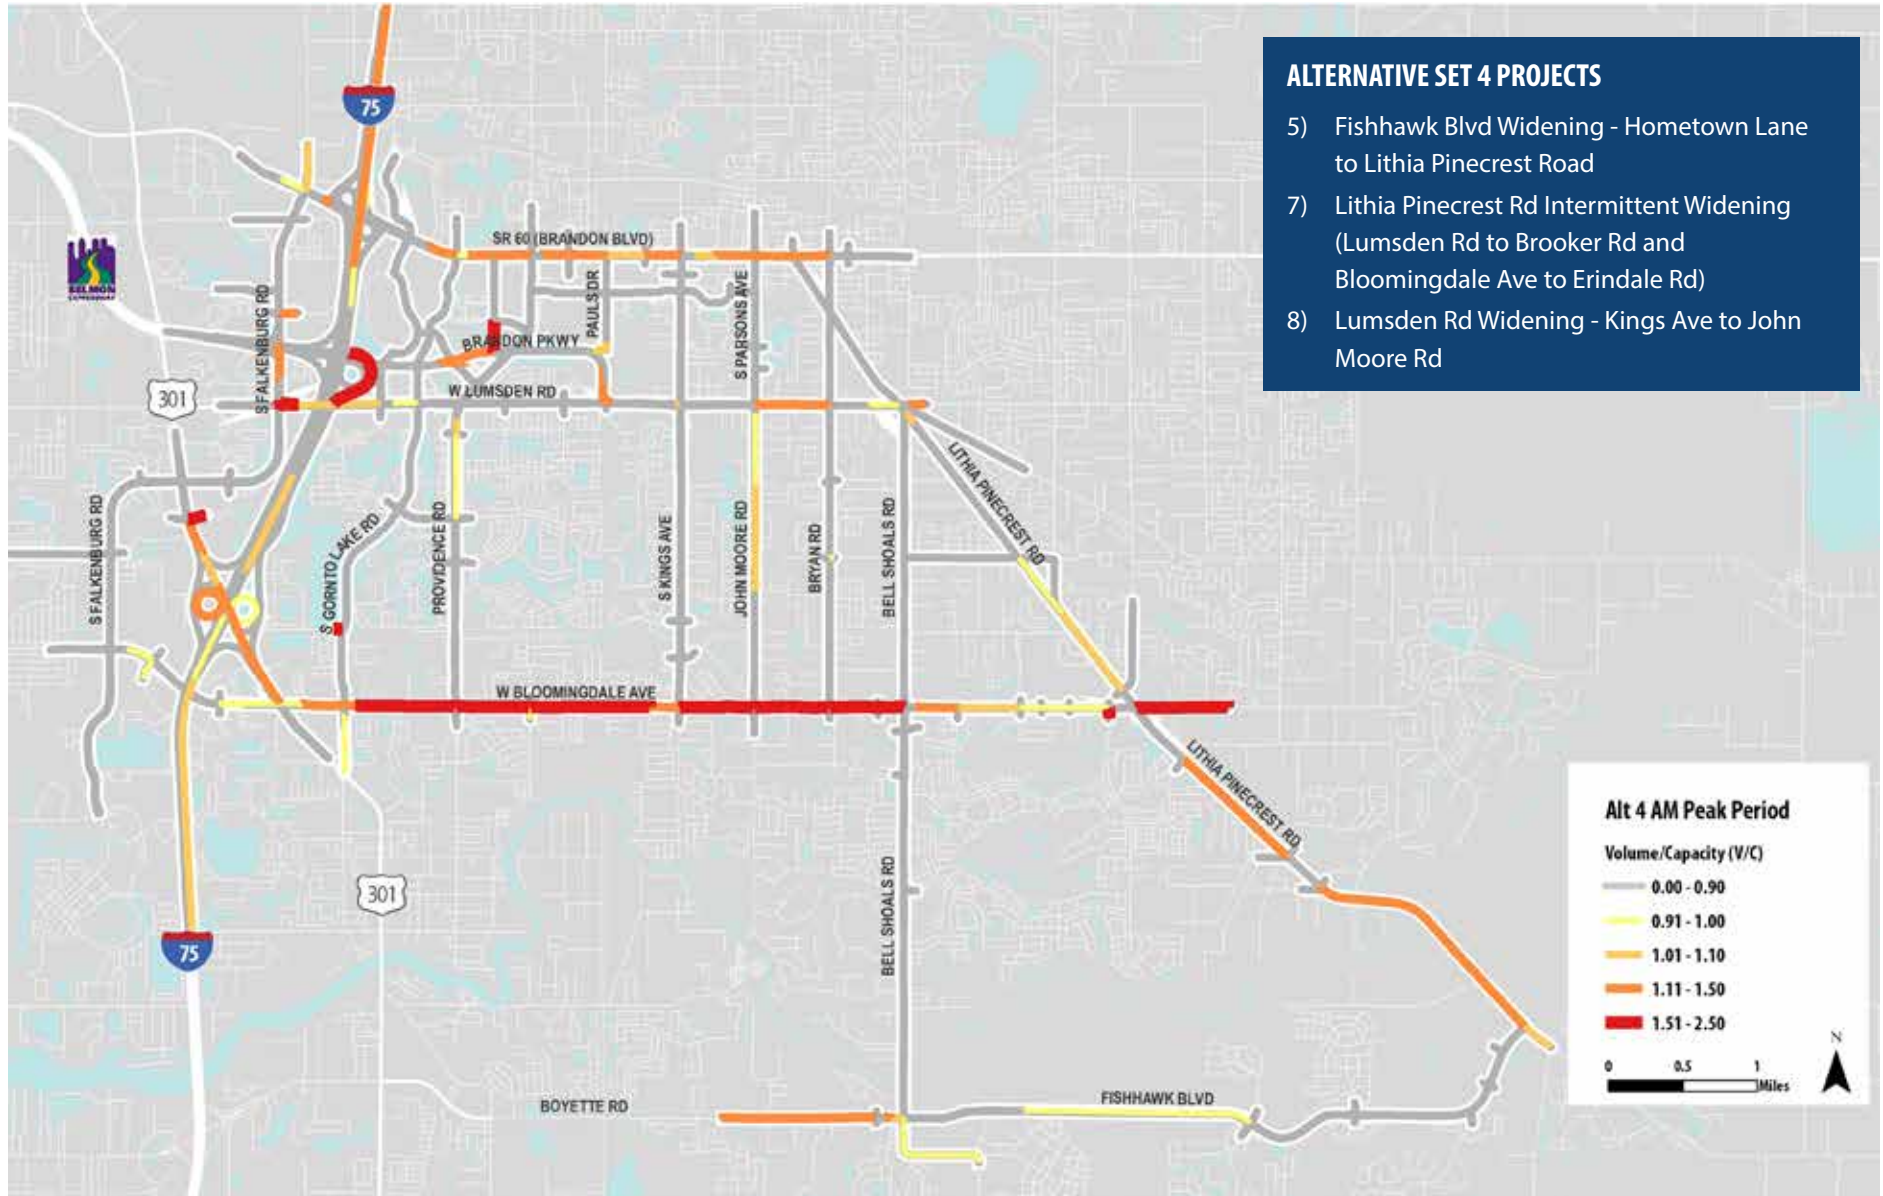 75
ALTERNATIVE SET 4 PROJECTS
5) Fishhawk Blvd Widening - Hometown Lane
to Lithia Pinecrest Road
7) Lithia Pinecrest Rd Intermittent Widening
(Lumsden Rd to Brooker Rd and
Bloomingdale Ave to Erindale Rd)
8) Lumsden Rd Widening - Kings Ave to John
Moore Rd
SR 60 (BRANDON BLVD)
S FALKENBURG RD
PAULS DR
S PARSONS AVE
BRANDON PKWY
W LUMSDEN RD
301
LITHIA PINECREST RD
S FALKENBURG RD
S GORNTO LAKE RD
PROVIDENCE RD
S KINGS AVE
JOHN MOORE RD
BRYAN RD
BELL SHOALS RD
W BLOOMINGDALE AVE
LITHIA PINECREST RD
301
BELL SHOALS RD
75
BOYETTE RD
FISHHAWK BLVD
Alt 4 AM Peak Period
Volume/Capacity (V/C)
0.00 - 0.90
0.91 - 1.00
1.01 - 1.10
1.11 - 1.50
1.51 - 2.50
0 0.5 1
Miles
N